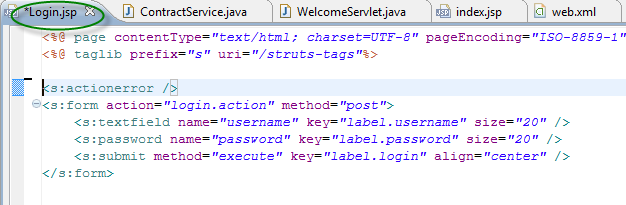 *Login.jsp ContractService.java WelcomeServlet.java index.jsp web.xml
<%@ page contentType="text/html; charset=UTF-8" pageEncoding="ISO-8859-1"
<%@ taglib prefix="s" uri="/struts-tags"%>
<s:actionerror />
<s:form action="login.action" method="post">
<s:textfield name="username" key="label.username" size="20" />
<s:password name="password" key="label.password" size="20" />
<s:submit method="execute" key="label.login" align="center" />
</s:form>